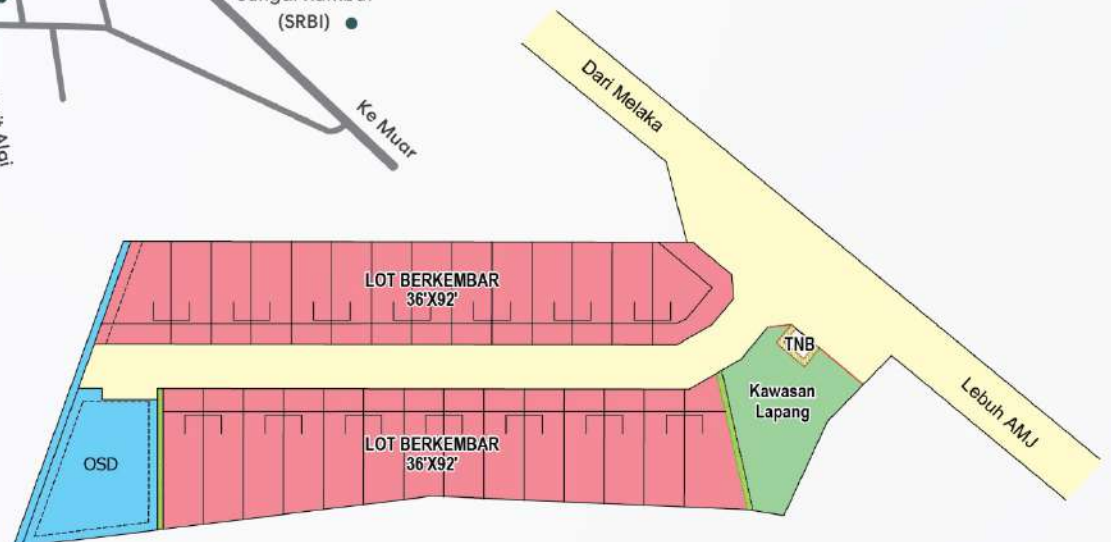 (SRBI)
Ke Muar
Dari Melaka
LOT BERKEMBAR
36'X92'
TNB
Kawasan
Lapang
Lebuh AMJ
LOT BERKEMBAR
36'X92'
OSD